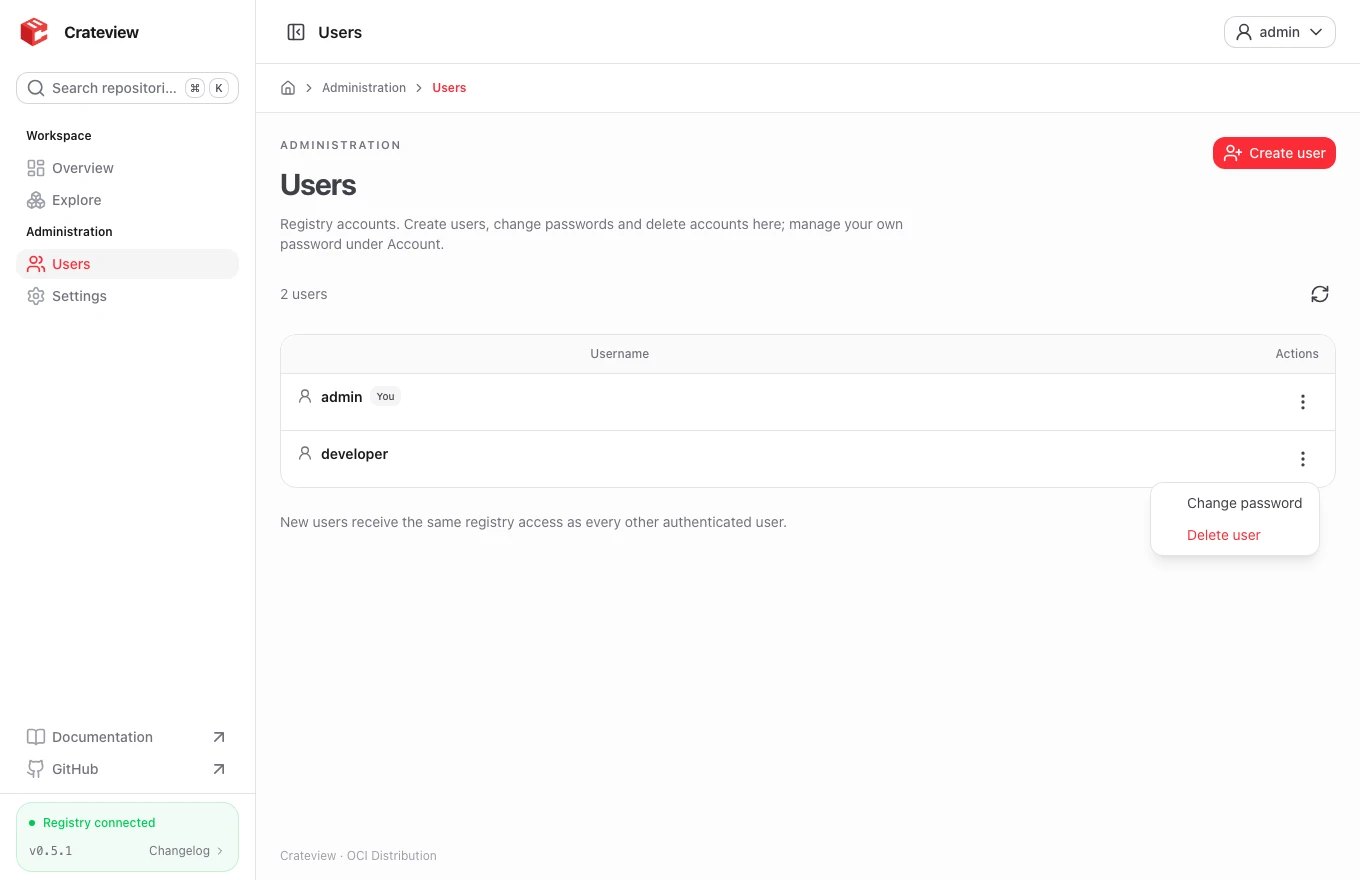 Crateview
Users
admin
Search repositori...
⌘
K
Administration
Users
Workspace
Overview
Explore
Administration
Users
Settings
Documentation
GitHub
Registry connected
v0.5.1
Changelog
ADMINISTRATION
Create user
Users
Registry accounts. Create users, change passwords and delete accounts here; manage your own
password under Account.
2 users
Username
Actions
admin
You
developer
Change password
Delete user
New users receive the same registry access as every other authenticated user.
Crateview · OCI Distribution